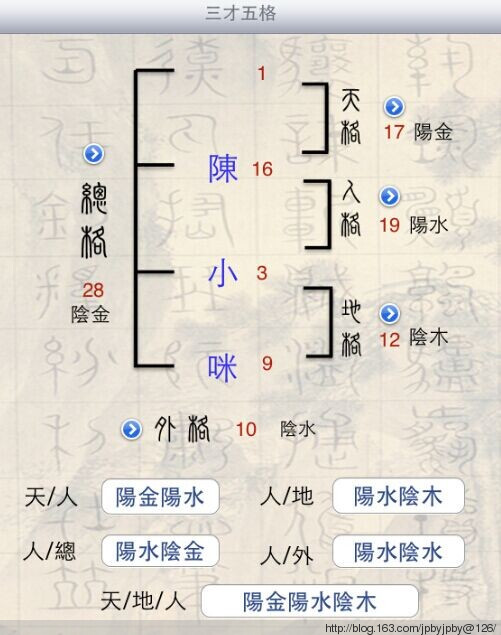 三才五格
1
天格
17 陽金
陳 16
人格
19 陽水
總格
28
陰金
小 3
地格
12 陰木
咪 9
外格 10 陰水
天/人 陽金陽水
人/地 陽水陰木
人/總 陽水陰金
人/外 陽水陰水
天/地/人 陽金陽水陰木
http://blog.163.com/jpbyjpby@126/